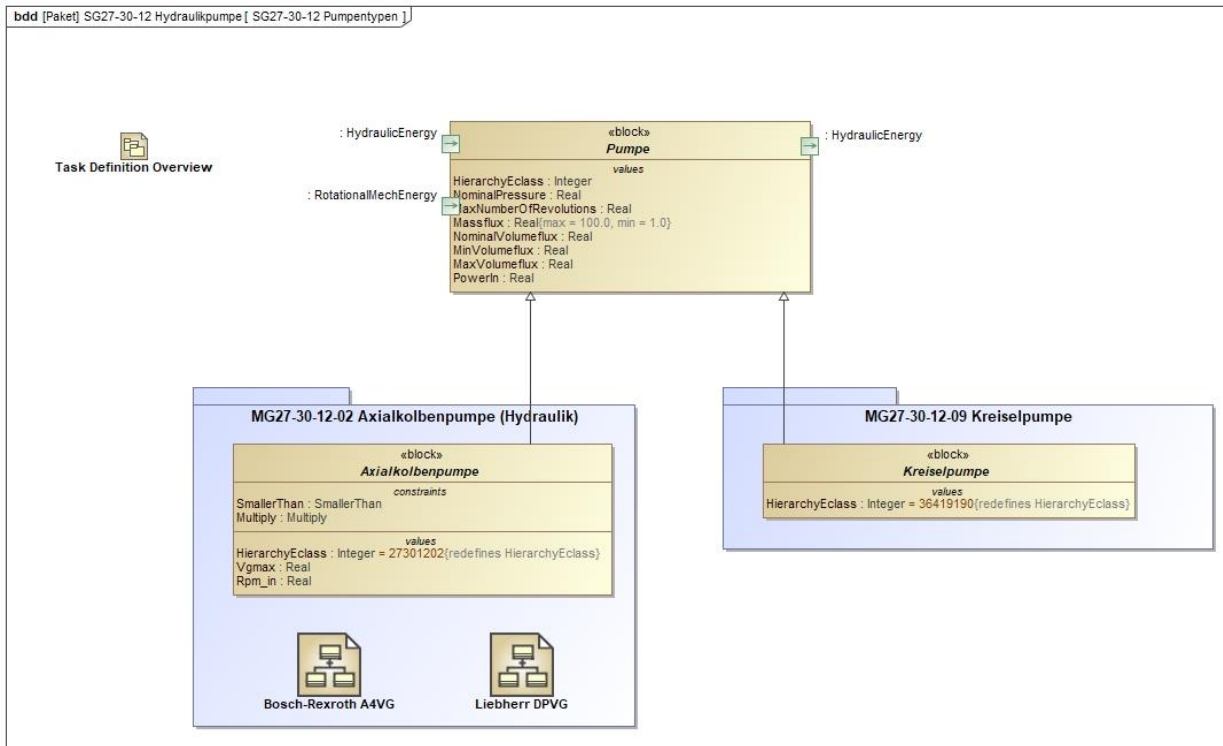 bdd [Paket] SG27-30-12 Hydraulikpumpe [ SG27-30-12 Pumpentypen ]
Task Definition Overview
: HydraulicEnergy
: RotationalMechEnergy
: HydraulicEnergy
«block»
Pumpe
values
HierarchyEclass : Integer
NominalPressure : Real
MaxNumberOfRevolutions : Real
Massflux : Real{max = 100.0, min = 1.0}
NominalVolumeflux : Real
MinVolumeflux : Real
MaxVolumeflux : Real
PowerIn : Real
MG27-30-12-02 Axialkolbenpumpe (Hydraulik)
«block»
Axialkolbenpumpe
constraints
SmallerThan : SmallerThan
Multiply : Multiply
values
HierarchyEclass : Integer = 27301202{redefines HierarchyEclass}
Vgmax : Real
Rpm_in : Real
Bosch-Rexroth A4VG
Liebherr DPVG
MG27-30-12-09 Kreiselpumpe
«block»
Kreiselpumpe
values
HierarchyEclass : Integer = 36419190{redefines HierarchyEclass}